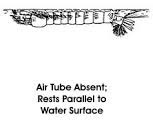 Air Tube Absent;
Rests Parallel to
Water Surface